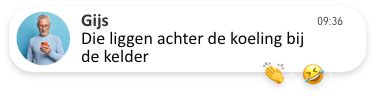 Gijs 09:36
Die liggen achter de koeling bij
de kelder